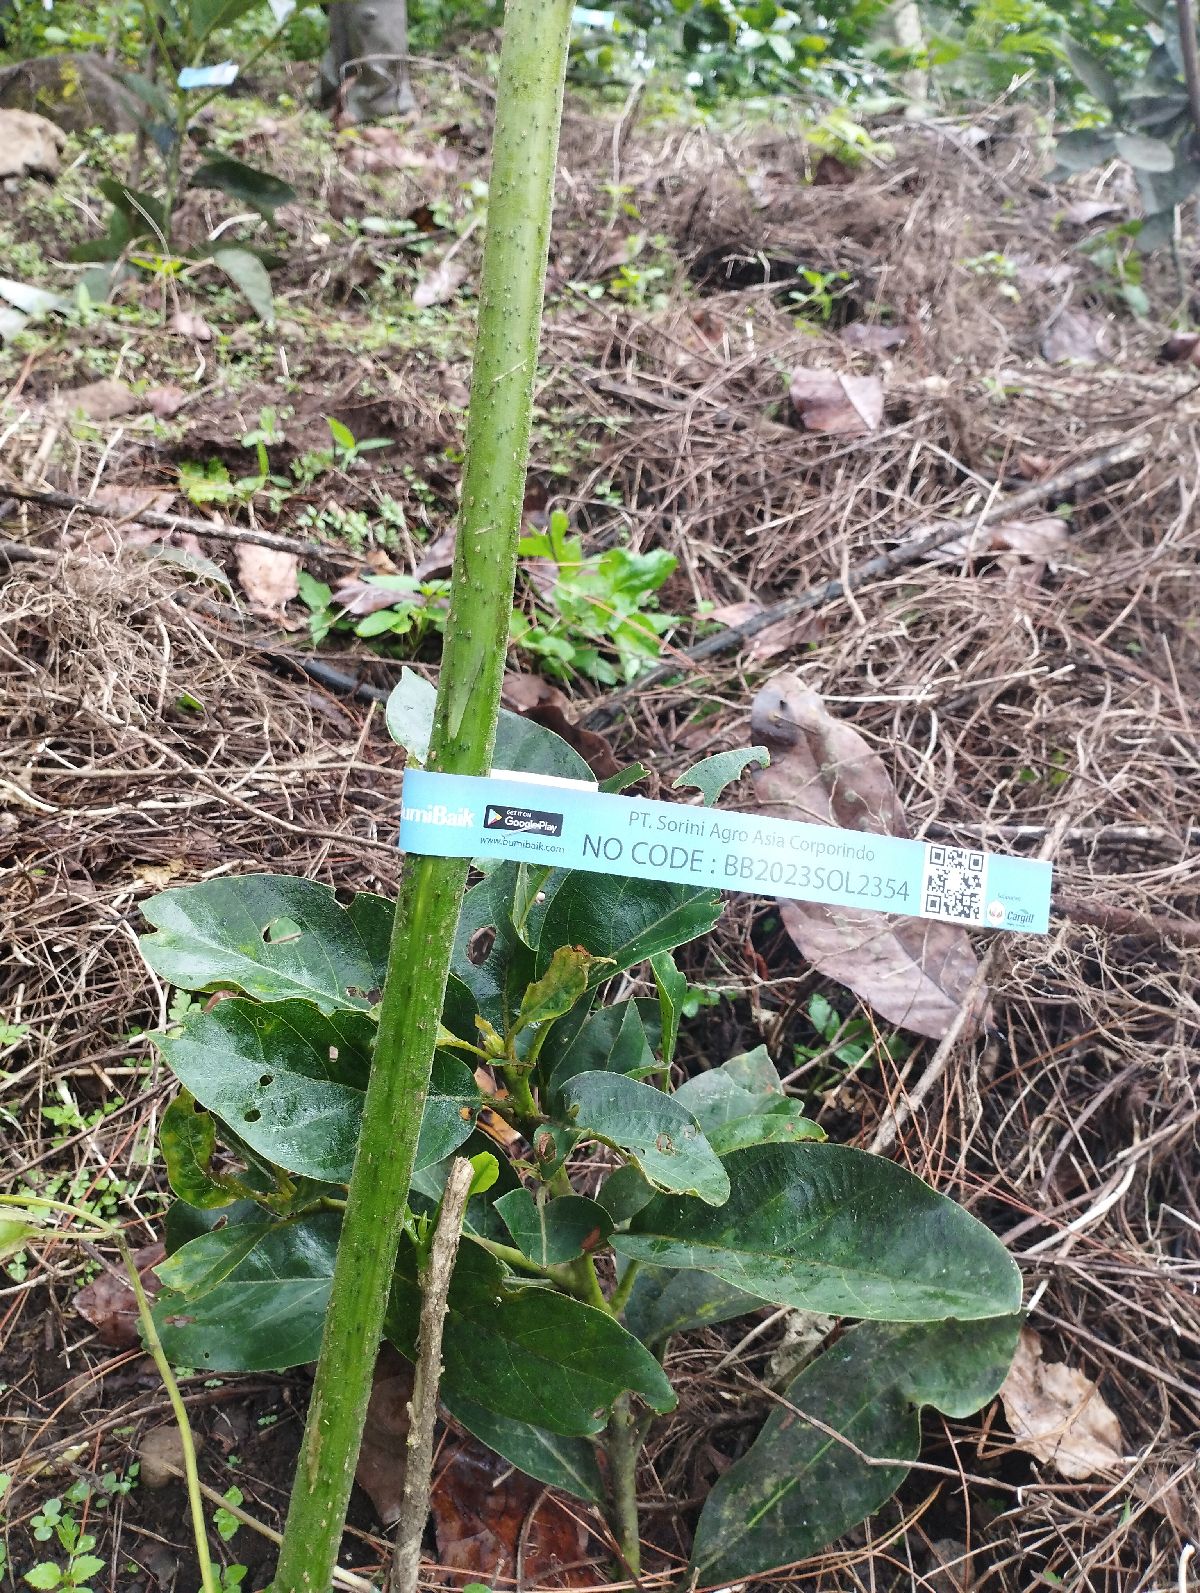 BumiBaik
GET IT ON
Google Play
www.bumibaik.com
PT. Sorini Agro Asia Corporindo
NO CODE : BB2023SOL2354
Cargill